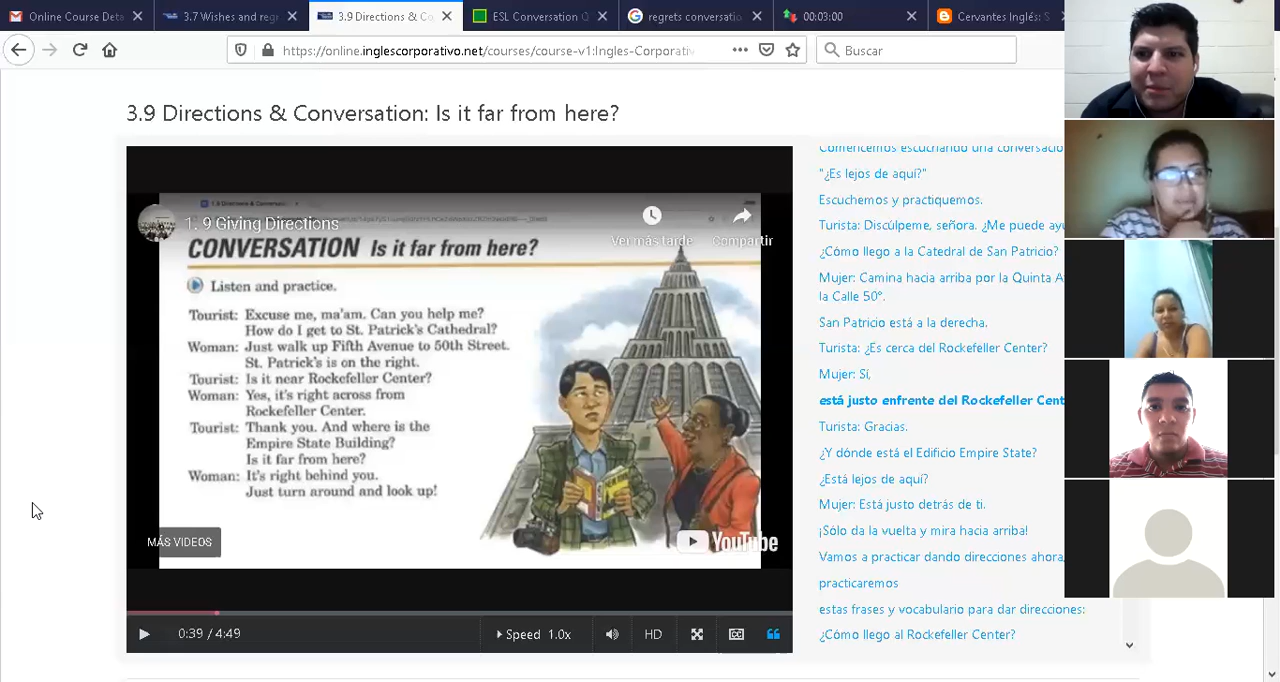 Online Course Deta
3.7 Wishes and regr
3.9 Directions & Co
ESL Conversation Q
regrets conversatio
00:03:00
Cervantes Inglés: S
https://online.inglescorporativo.net/courses/course-v1:Ingles-Corporativ
Buscar
3.9 Directions & Conversation: Is it far from here?
1. 9 Giving Directions
Ver más tarde
Compartir
CONVERSATION Is it far from here?
Listen and practice.
Tourist: Excuse me, ma'am. Can you help me?
How do I get to St. Patrick's Cathedral?
Woman: Just walk up Fifth Avenue to 50th Street.
St. Patrick's is on the right.
Tourist: Is it near Rockefeller Center?
Woman: Yes, it's right across from
Rockefeller Center.
Tourist: Thank you. And where is the
Empire State Building?
Is it far from here?
Woman: It's right behind you.
Just turn around and look up!
MÁS VIDEOS
YouTube
0:39 / 4:49
Speed 1.0x
HD
Comencemos escuchando una conversació
"¿Es lejos de aquí?"
Escuchemos y practiquemos.
Turista: Discúlpeme, señora. ¿Me puede ayu
¿Cómo llego a la Catedral de San Patricio?
Mujer: Camina hacia arriba por la Quinta A
la Calle 50º.
San Patricio está a la derecha.
Turista: ¿Es cerca del Rockefeller Center?
Mujer: Sí,
está justo enfrente del Rockefeller Cent
Turista: Gracias.
¿Y dónde está el Edificio Empire State?
¿Está lejos de aquí?
Mujer: Está justo detrás de ti.
¡Sólo da la vuelta y mira hacia arriba!
Vamos a practicar dando direcciones ahora,
practicaremos
estas frases y vocabulario para dar direcciones:
¿Cómo llego al Rockefeller Center?